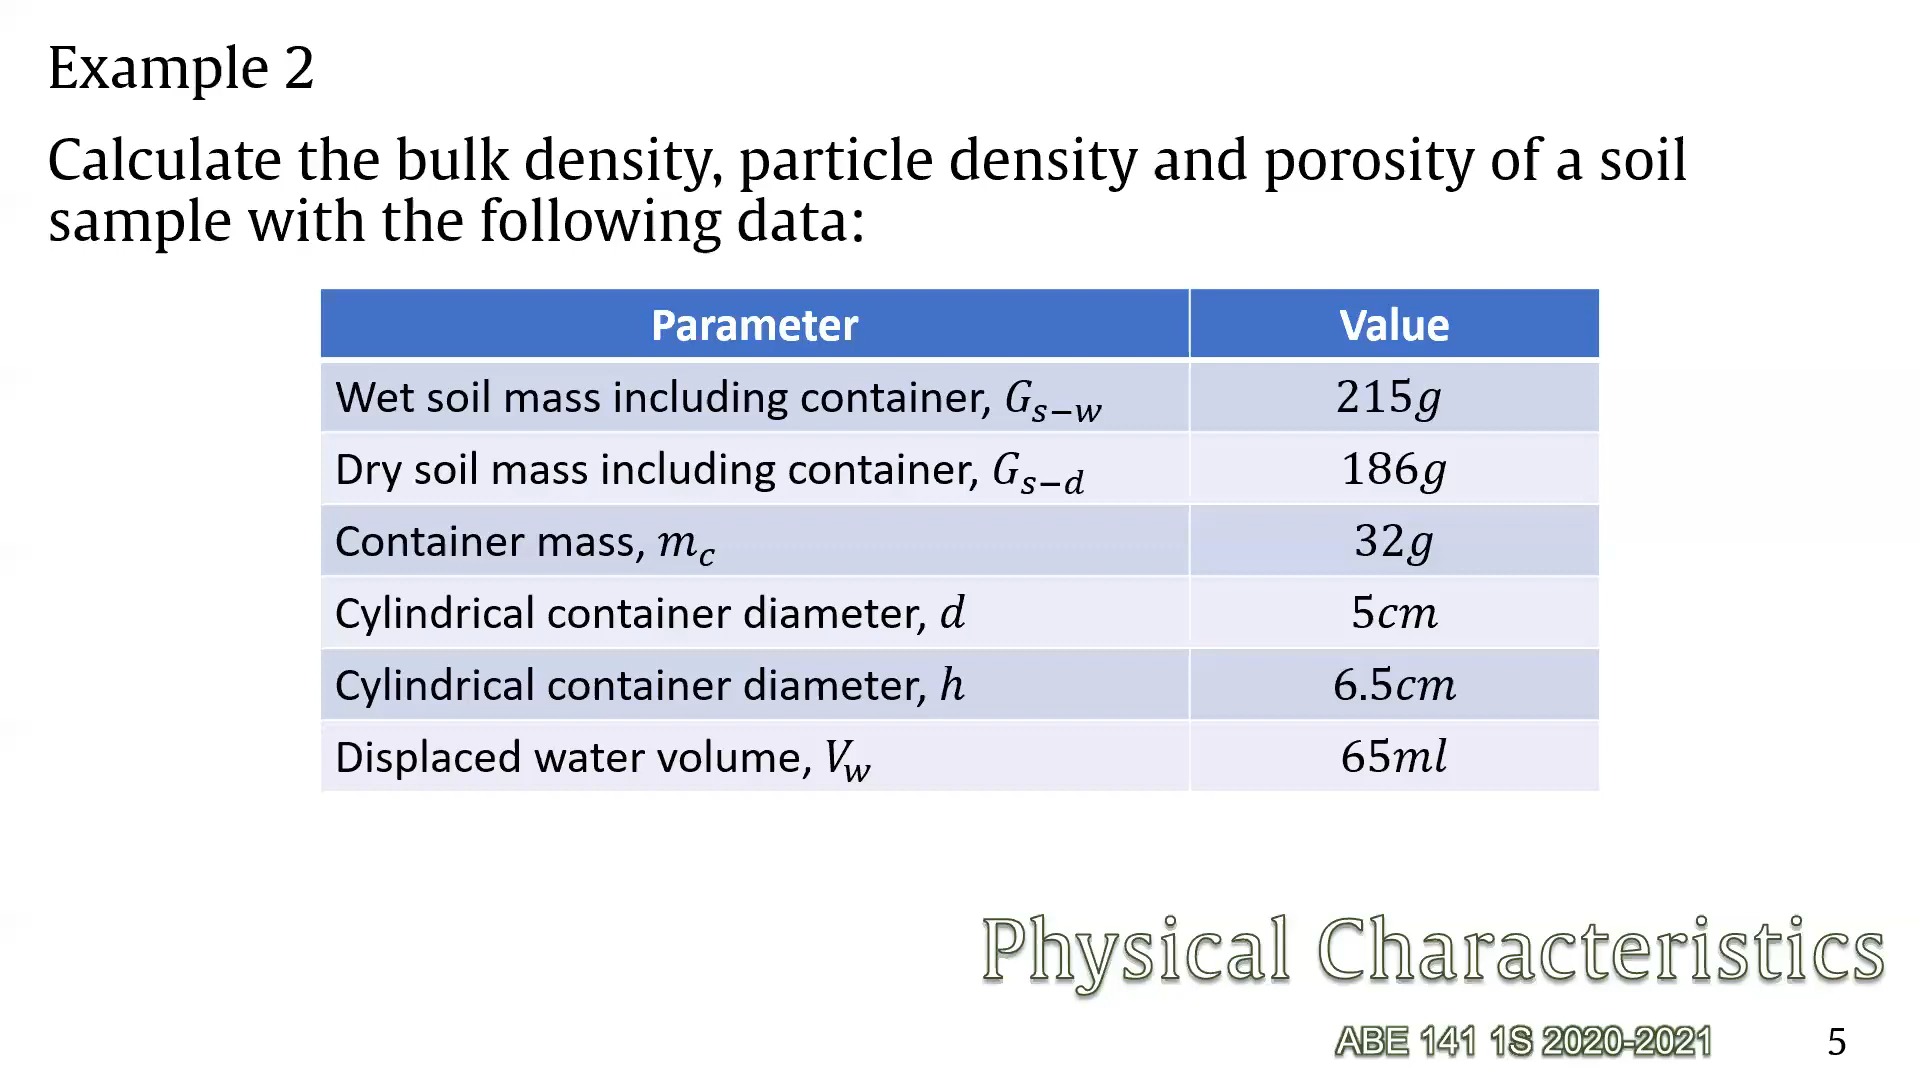 Example 2
Calculate the bulk density, particle density and porosity of a soil
sample with the following data:
Parameter Value
Wet soil mass including container, G_{s−w} 215g
Dry soil mass including container, G_{s−d} 186g
Container mass, m_c 32g
Cylindrical container diameter, d 5cm
Cylindrical container diameter, h 6.5cm
Displaced water volume, V_w 65ml
Physical Characteristics
ABE 141 1S 2020-2021 5